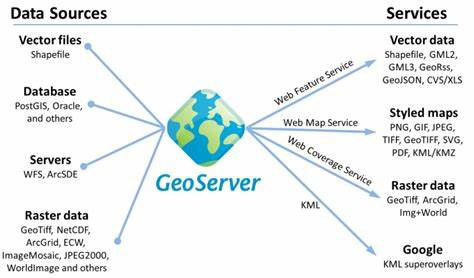 Data Sources
Vector files
Shapefile
Database
PostGIS, Oracle,
and others
Servers
WFS, ArcSDE
Raster data
GeoTiff, NetCDF,
ArcGrid, ECW,
ImageMosaic, JPEG2000,
WorldImage and others
GeoServer
Web Feature Service
Web Map Service
Web Coverage Service
KML
Services
Vector data
Shapefile, GML2,
GML3, GeoRss,
GeoJSON, CVS/XLS
Styled maps
PNG, GIF, JPEG,
TIFF, GeoTIFF, SVG,
PDF, KML/KMZ
Raster data
GeoTiff, ArcGrid,
Img+World
Google
KML superoverlays